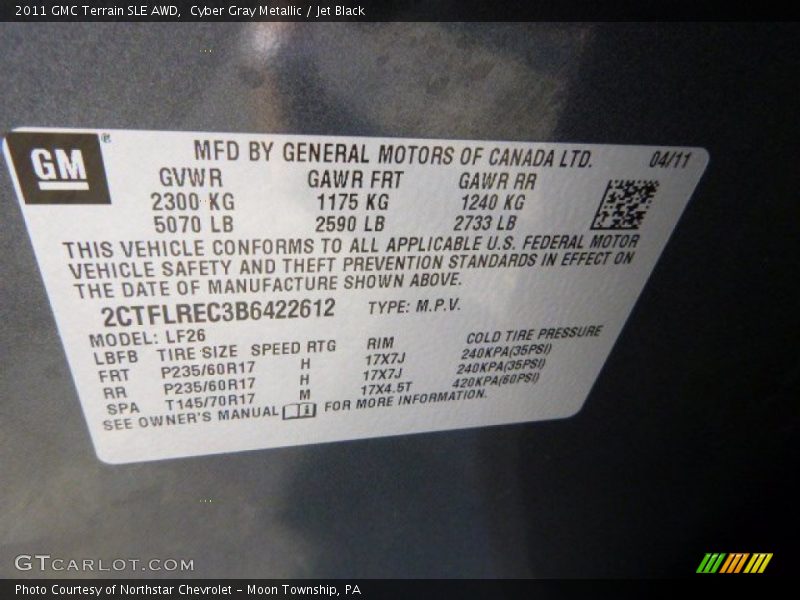 2011 GMC Terrain SLE AWD, Cyber Gray Metallic / Jet Black
GM®
MFD BY GENERAL MOTORS OF CANADA LTD. 04/11
GVWR GAWR FRT GAWR RR
2300 KG 1175 KG 1240 KG
5070 LB 2590 LB 2733 LB
THIS VEHICLE CONFORMS TO ALL APPLICABLE U.S. FEDERAL MOTOR
VEHICLE SAFETY AND THEFT PREVENTION STANDARDS IN EFFECT ON
THE DATE OF MANUFACTURE SHOWN ABOVE.
2CTFLREC3B6422612 TYPE: M.P.V.
MODEL: LF26
LBFB TIRE SIZE SPEED RTG RIM COLD TIRE PRESSURE
FRT P235/60R17 H 17X7J 240KPA(35PSI)
RR P235/60R17 H 17X7J 240KPA(35PSI)
SPA T145/70R17 M 17X4.5T 420KPA(60PSI)
SEE OWNER'S MANUAL FOR MORE INFORMATION.
GTCARLOT.COM
Photo Courtesy of Northstar Chevrolet - Moon Township, PA